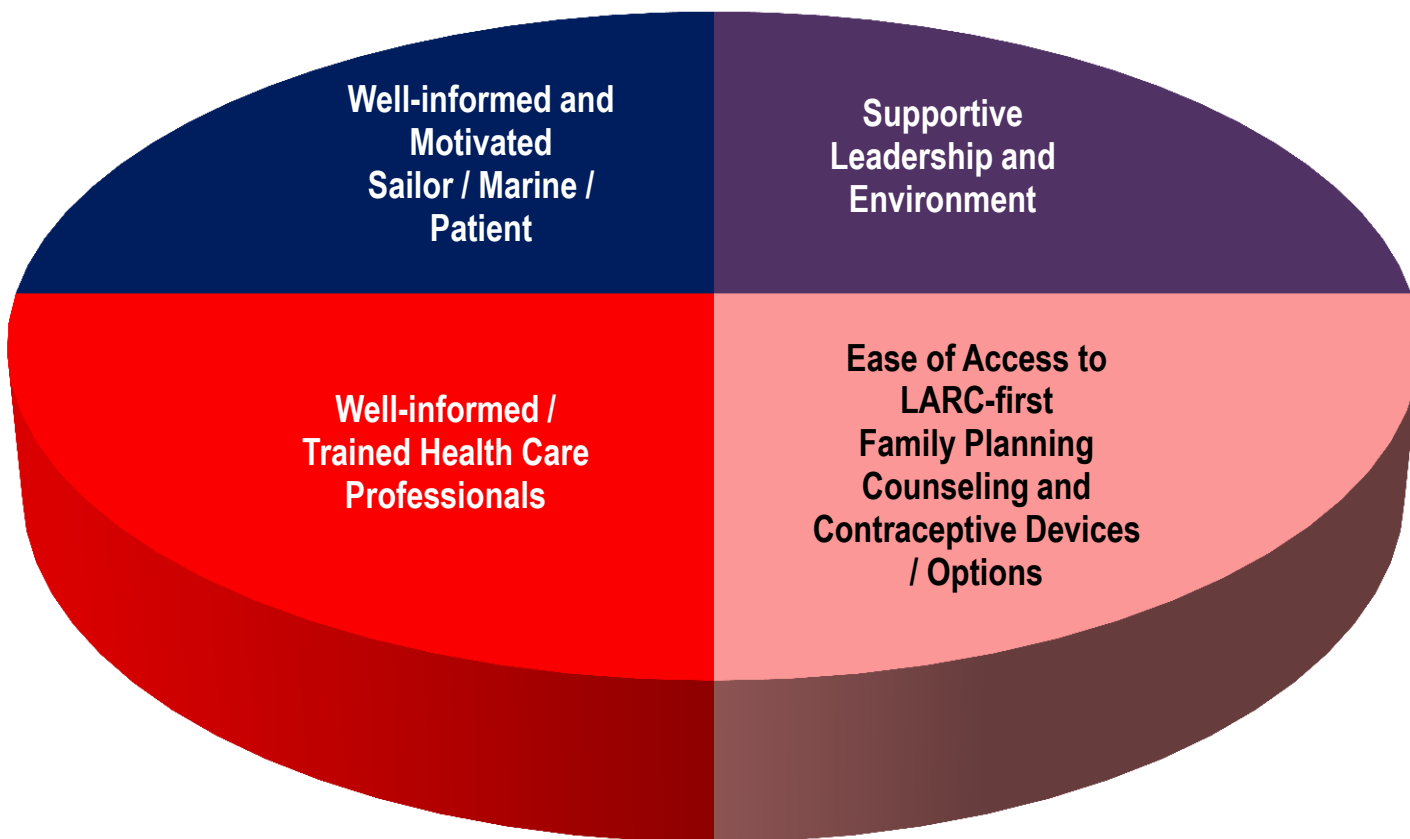 Well-informed and
Motivated
Sailor / Marine /
Patient
Supportive
Leadership and
Environment
Well-informed /
Trained Health Care
Professionals
Ease of Access to
LARC-first
Family Planning
Counseling and
Contraceptive Devices
/ Options